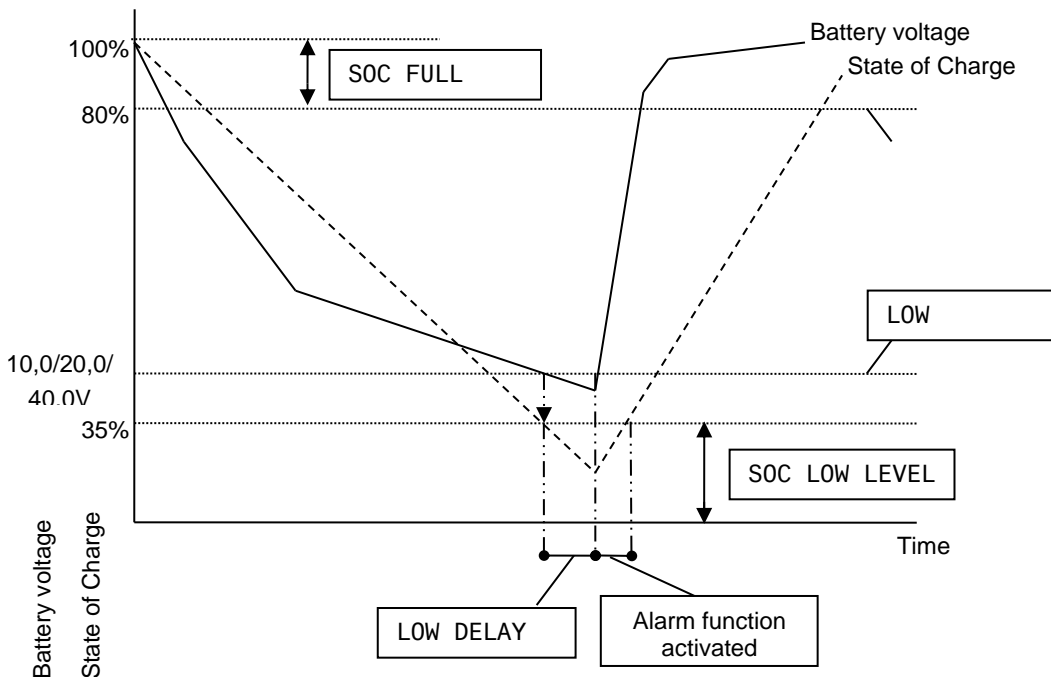 Battery voltage
100%
State of Charge
SOC FULL
80%
LOW
10,0/20,0/
40.0V
35%
SOC LOW LEVEL
Time
Battery voltage
State of Charge
LOW DELAY
Alarm function
activated